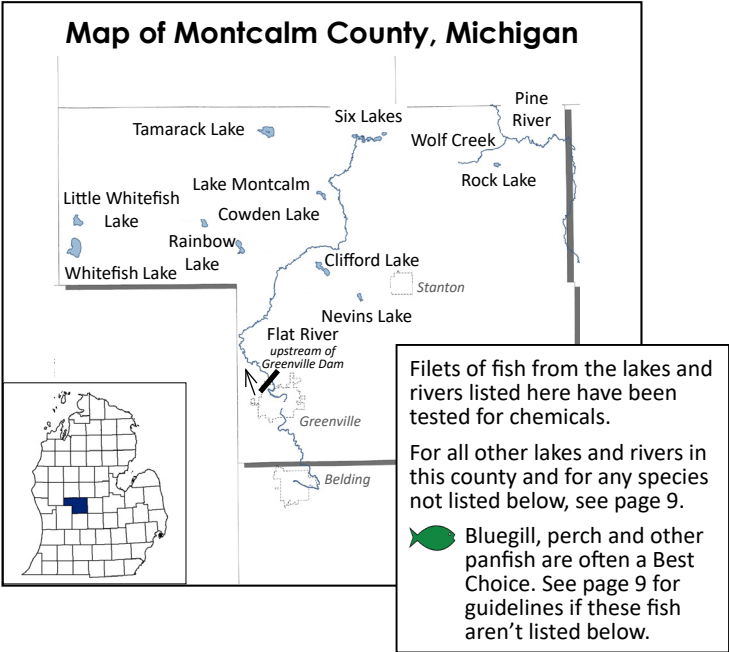 Map of Montcalm County, Michigan
Pine
River
Six Lakes
Tamarack Lake
Wolf Creek
Rock Lake
Lake Montcalm
Little Whitefish
Lake
Cowden Lake
Rainbow
Lake
Whitefish Lake
Clifford Lake
Stanton
Nevins Lake
Flat River
upstream of
Greenville Dam
Greenville
Belding
Filets of fish from the lakes and
rivers listed here have been
tested for chemicals.
For all other lakes and rivers in
this county and for any species
not listed below, see page 9.
Bluegill, perch and other
panfish are often a Best
Choice. See page 9 for
guidelines if these fish
aren't listed below.